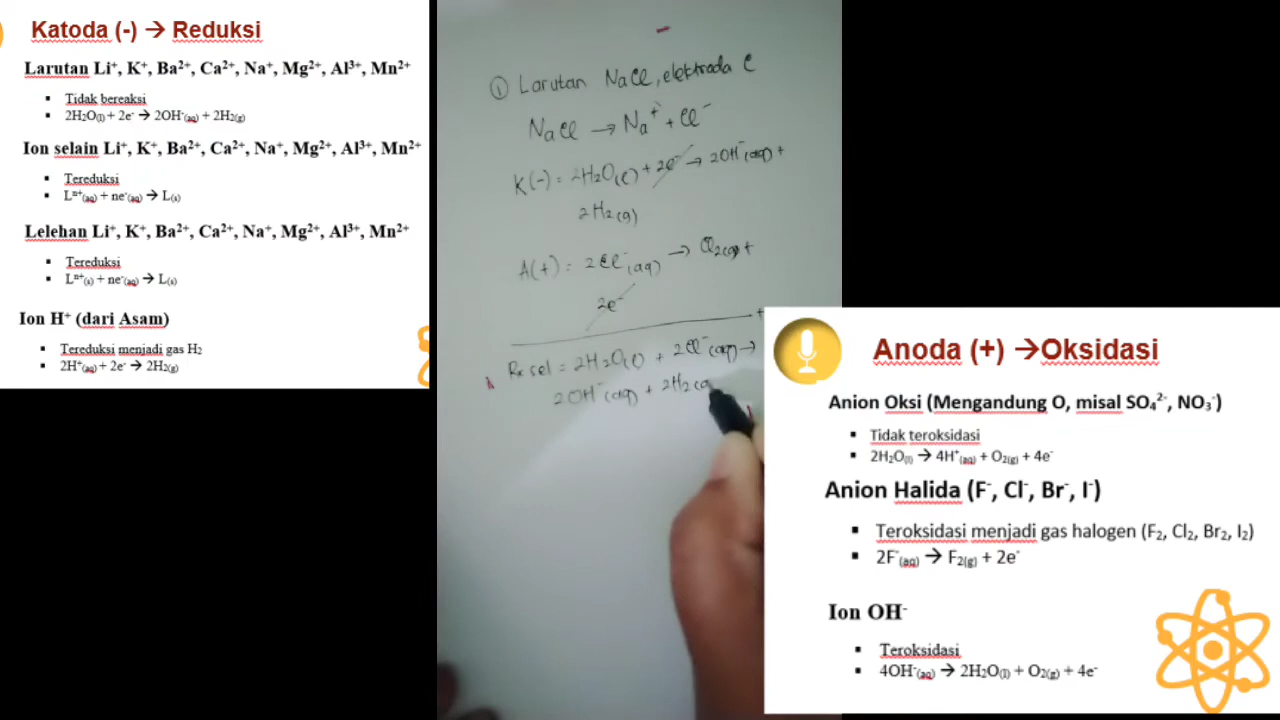 Katoda (-) → Reduksi
Larutan Li⁺, K⁺, Ba²⁺, Ca²⁺, Na⁺, Mg²⁺, Al³⁺, Mn²⁺
▪ Tidak bereaksi
▪ 2H₂O₍ₗ₎ + 2e⁻ → 2OH⁻(aq) + 2H₂(g)
Ion selain Li⁺, K⁺, Ba²⁺, Ca²⁺, Na⁺, Mg²⁺, Al³⁺, Mn²⁺
▪ Tereduksi
▪ Lⁿ⁺(aq) + ne⁻(aq) → L(s)
Lelehan Li⁺, K⁺, Ba²⁺, Ca²⁺, Na⁺, Mg²⁺, Al³⁺, Mn²⁺
▪ Tereduksi
▪ Lⁿ⁺(s) + ne⁻(aq) → L(s)
Ion H⁺ (dari Asam)
▪ Tereduksi menjadi gas H₂
▪ 2H⁺(aq) + 2e⁻ → 2H₂(g)
① Larutan NaCl, elektroda C
NaCl → Na⁺ + Cl⁻
K(-) = 2H₂O(l) + 2e⁻ → 2OH⁻(aq) +
2H₂(g)
A(+) = 2Cl⁻(aq) → Cl₂(g) +
2e⁻
+
Rx sel = 2H₂O(l) + 2Cl⁻(aq) →
2OH⁻(aq) + 2H₂(g
Anoda (+) → Oksidasi
Anion Oksi (Mengandung O, misal SO₄²⁻, NO₃⁻)
▪ Tidak teroksidasi
▪ 2H₂O(l) → 4H⁺(aq) + O₂(g) + 4e⁻
Anion Halida (F⁻, Cl⁻, Br⁻, I⁻)
▪ Teroksidasi menjadi gas halogen (F₂, Cl₂, Br₂, I₂)
▪ 2F⁻(aq) → F₂(g) + 2e⁻
Ion OH⁻
▪ Teroksidasi
▪ 4OH⁻(aq) → 2H₂O(l) + O₂(g) + 4e⁻